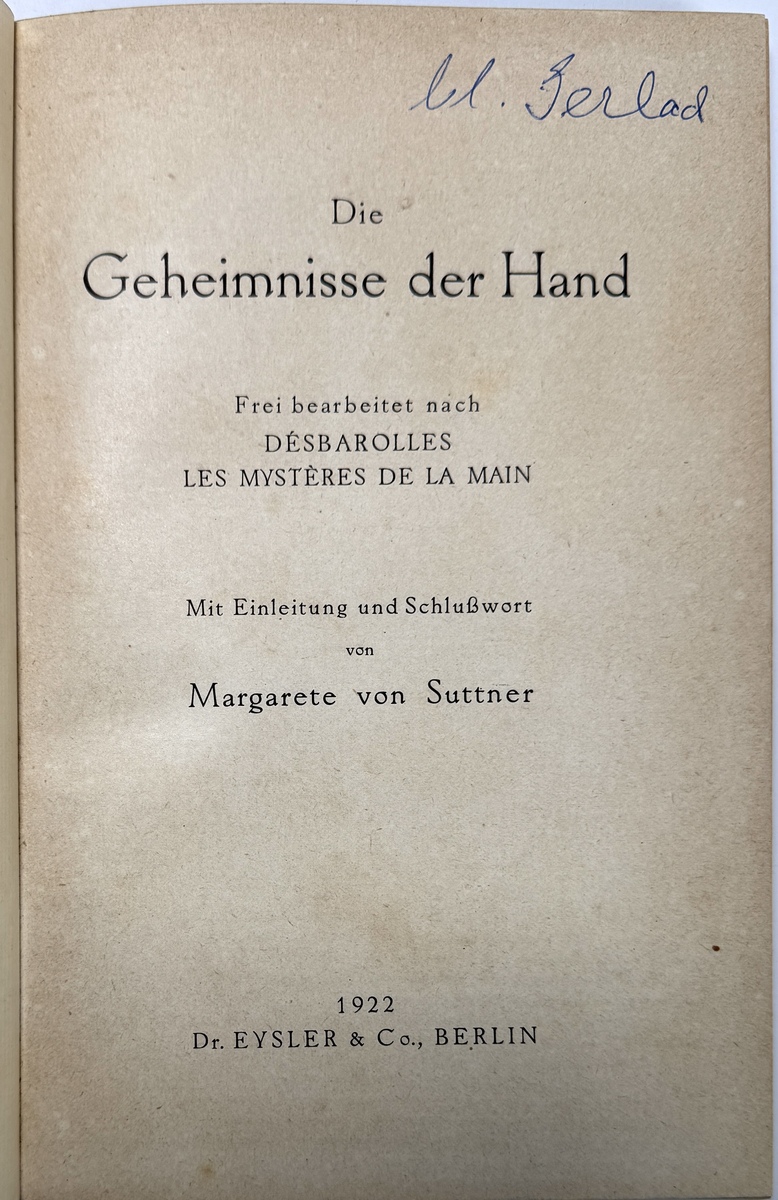 Die
Geheimnisse der Hand
Frei bearbeitet nach
DÉSBAROLLES
LES MYSTÈRES DE LA MAIN
Mit Einleitung und Schlußwort
von
Margarete von Suttner
1922
Dr. EYSLER & Co., BERLIN